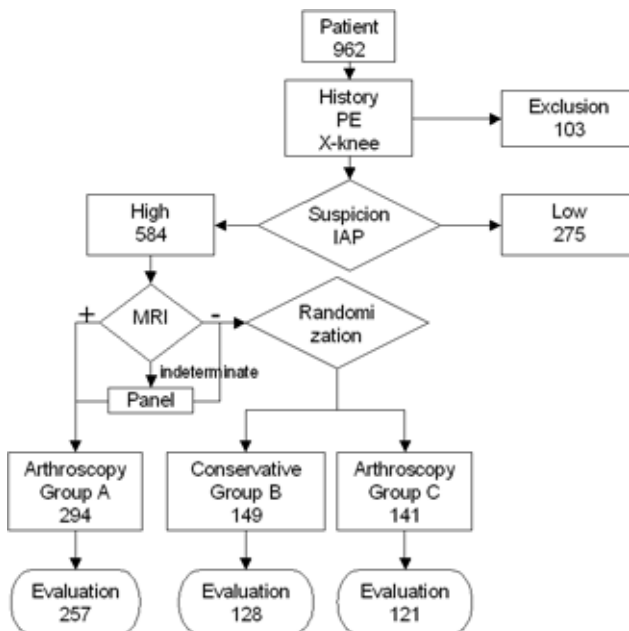 Patient
962
History
PE
X-knee
Exclusion
103
High
584
Suspicion
IAP
Low
275
+
MRI
-
Randomi
zation
indeterminate
Panel
Arthroscopy
Group A
294
Conservative
Group B
149
Arthroscopy
Group C
141
Evaluation
257
Evaluation
128
Evaluation
121